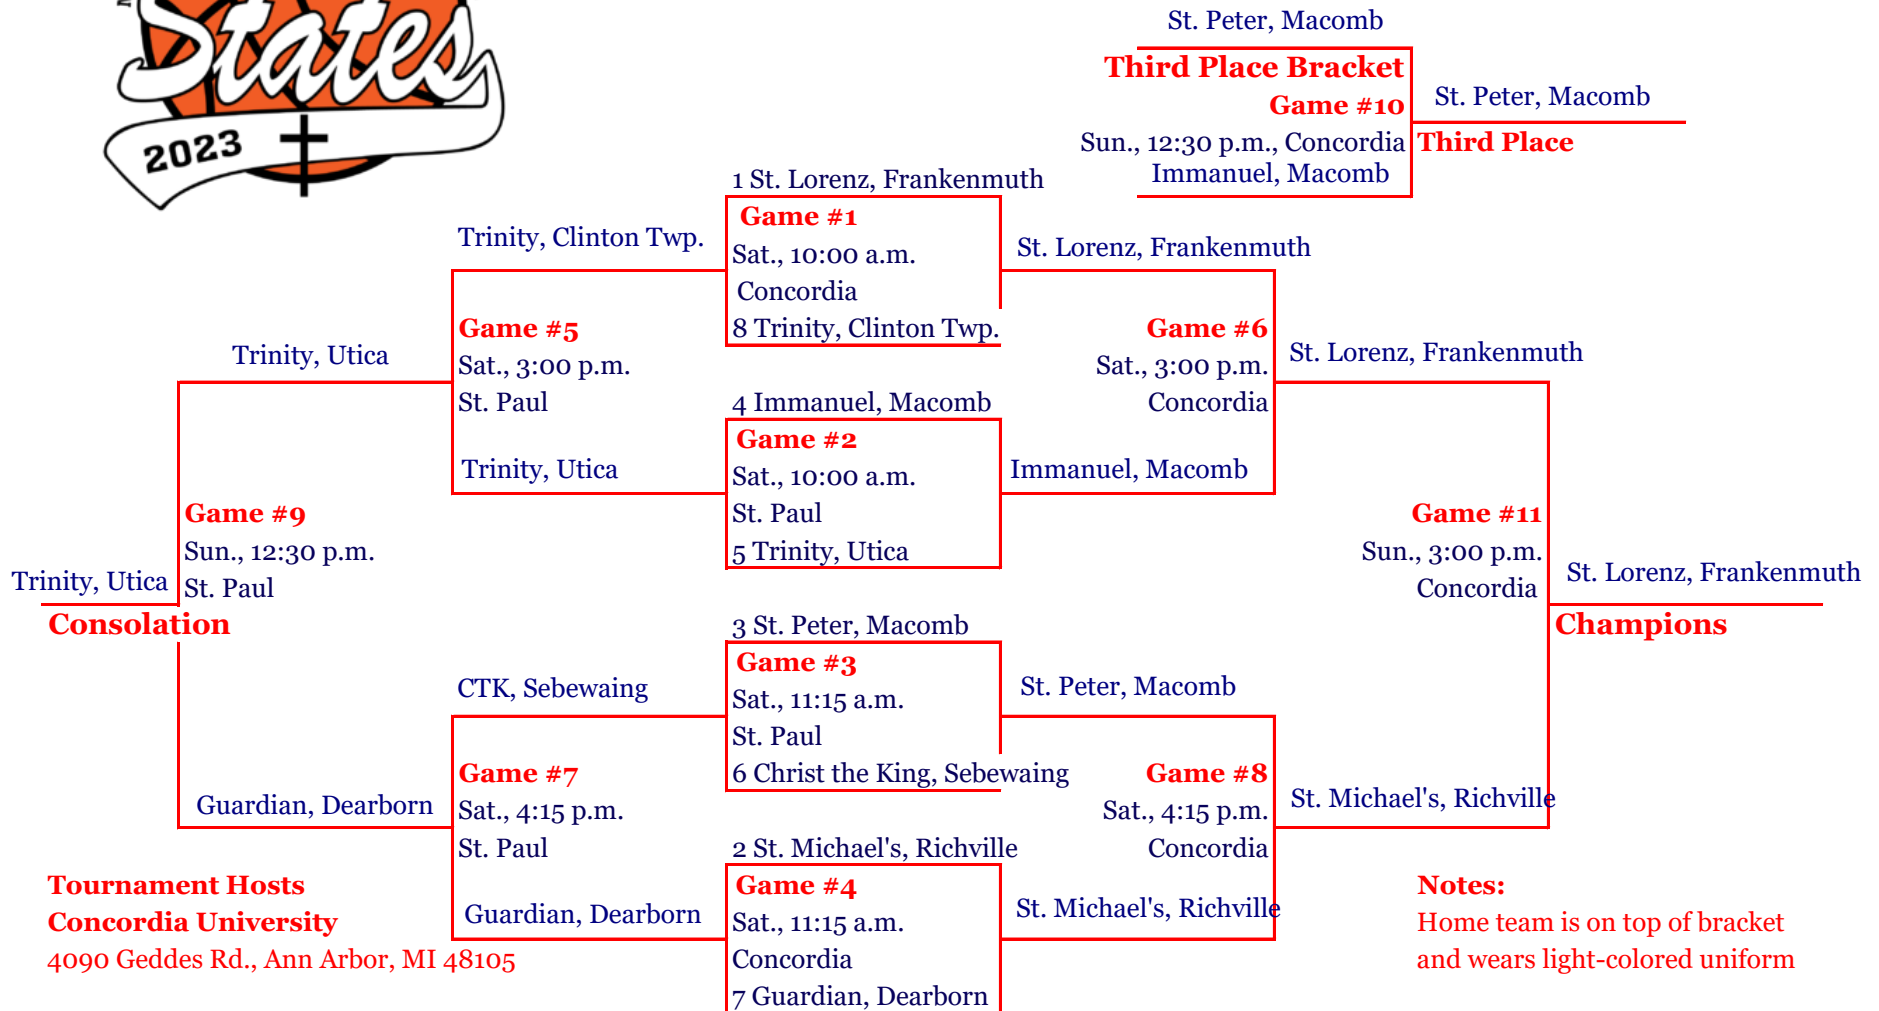 States
2023
St. Peter, Macomb
Third Place Bracket
Game #10
Sun., 12:30 p.m., Concordia
Immanuel, Macomb
St. Peter, Macomb
Third Place
1 St. Lorenz, Frankenmuth
Game #1
Sat., 10:00 a.m.
Concordia
8 Trinity, Clinton Twp.
4 Immanuel, Macomb
Game #2
Sat., 10:00 a.m.
St. Paul
5 Trinity, Utica
3 St. Peter, Macomb
Game #3
Sat., 11:15 a.m.
St. Paul
6 Christ the King, Sebewaing
2 St. Michael's, Richville
Game #4
Sat., 11:15 a.m.
Concordia
7 Guardian, Dearborn
Trinity, Clinton Twp.
Game #5
Sat., 3:00 p.m.
St. Paul
Trinity, Utica
CTK, Sebewaing
Game #7
Sat., 4:15 p.m.
St. Paul
Guardian, Dearborn
Trinity, Utica
Game #9
Sun., 12:30 p.m.
St. Paul
Guardian, Dearborn
Trinity, Utica
Consolation
St. Lorenz, Frankenmuth
Game #6
Sat., 3:00 p.m.
Concordia
Immanuel, Macomb
St. Peter, Macomb
Game #8
Sat., 4:15 p.m.
Concordia
St. Michael's, Richville
St. Lorenz, Frankenmuth
Game #11
Sun., 3:00 p.m.
Concordia
St. Michael's, Richville
St. Lorenz, Frankenmuth
Champions
Tournament Hosts
Concordia University
4090 Geddes Rd., Ann Arbor, MI 48105
Notes:
Home team is on top of bracket
and wears light-colored uniform